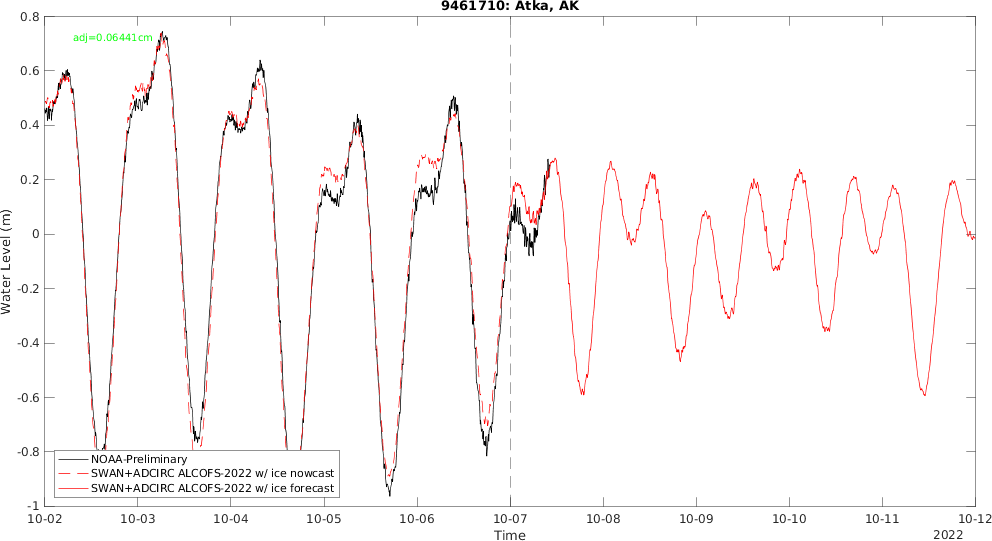 9461710: Atka, AK
adj=0.06441cm
0.8
0.6
0.4
0.2
0
-0.2
-0.4
-0.6
-0.8
-1
Water Level (m)
NOAA-Preliminary
SWAN+ADCIRC ALCOFS-2022 w/ ice nowcast
SWAN+ADCIRC ALCOFS-2022 w/ ice forecast
10-02 10-03 10-04 10-05 10-06 10-07 10-08 10-09 10-10 10-11 10-12
Time
2022